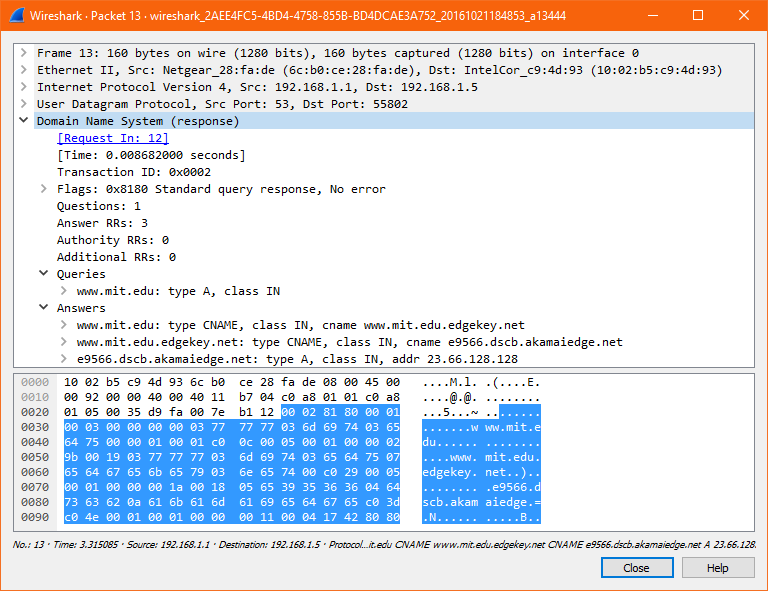 Wireshark · Packet 13 · wireshark_2AEE4FC5-4BD4-4758-855B-BD4DCAE3A752_20161021184853_a13444
Frame 13: 160 bytes on wire (1280 bits), 160 bytes captured (1280 bits) on interface 0
Ethernet II, Src: Netgear_28:fa:de (6c:b0:ce:28:fa:de), Dst: IntelCor_c9:4d:93 (10:02:b5:c9:4d:93)
Internet Protocol Version 4, Src: 192.168.1.1, Dst: 192.168.1.5
User Datagram Protocol, Src Port: 53, Dst Port: 55802
Domain Name System (response)
[Request In: 12]
[Time: 0.008682000 seconds]
Transaction ID: 0x0002
Flags: 0x8180 Standard query response, No error
Questions: 1
Answer RRs: 3
Authority RRs: 0
Additional RRs: 0
Queries
www.mit.edu: type A, class IN
Answers
www.mit.edu: type CNAME, class IN, cname www.mit.edu.edgekey.net
www.mit.edu.edgekey.net: type CNAME, class IN, cname e9566.dscb.akamaiedge.net
e9566.dscb.akamaiedge.net: type A, class IN, addr 23.66.128.128
0000 10 02 b5 c9 4d 93 6c b0 ce 28 fa de 08 00 45 00 ....M.l. .(....E.
0010 00 92 00 00 40 00 40 11 b7 04 c0 a8 01 01 c0 a8 ....@.@. ........
0020 01 05 00 35 d9 fa 00 7e b1 12 00 02 81 80 00 01 ...5...~ ........
0030 00 03 00 00 00 00 03 77 77 77 03 6d 69 74 03 65 .......w ww.mit.e
0040 64 75 00 00 01 00 01 c0 0c 00 05 00 01 00 00 02 du...... ........
0050 9b 00 19 03 77 77 77 03 6d 69 74 03 65 64 75 07 ....www. mit.edu.
0060 65 64 67 65 6b 65 79 03 6e 65 74 00 c0 29 00 05 edgekey. net..)..
0070 00 01 00 00 00 1a 00 18 05 65 39 35 36 36 04 64 ........ .e9566.d
0080 73 63 62 0a 61 6b 61 6d 61 69 65 64 67 65 c0 3d scb.akam aiedge.=
0090 c0 4e 00 01 00 01 00 00 00 11 00 04 17 42 80 80 .N...... .....B..
No.: 13 · Time: 3.315085 · Source: 192.168.1.1 · Destination: 192.168.1.5 · Protocol...it.edu CNAME www.mit.edu.edgekey.net CNAME e9566.dscb.akamaiedge.net A 23.66.128.
Close Help